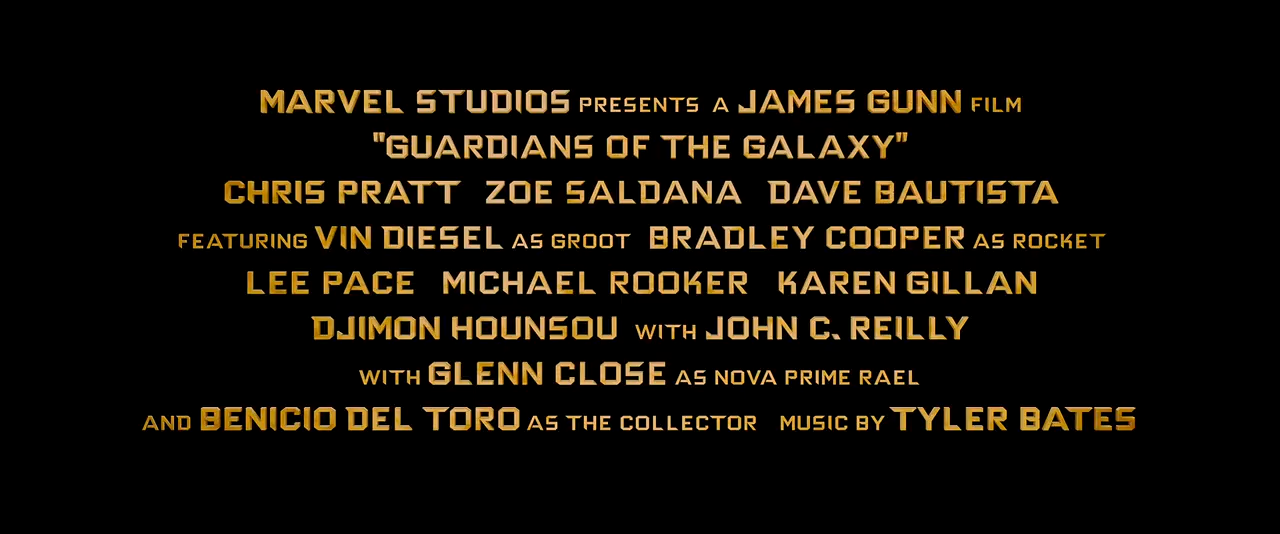 MARVEL STUDIOS PRESENTS A JAMES GUNN FILM
"GUARDIANS OF THE GALAXY"
CHRIS PRATT ZOE SALDANA DAVE BAUTISTA
FEATURING VIN DIESEL AS GROOT BRADLEY COOPER AS ROCKET
LEE PACE MICHAEL ROOKER KAREN GILLAN
DJIMON HOUNSOU WITH JOHN C. REILLY
WITH GLENN CLOSE AS NOVA PRIME RAEL
AND BENICIO DEL TORO AS THE COLLECTOR MUSIC BY TYLER BATES